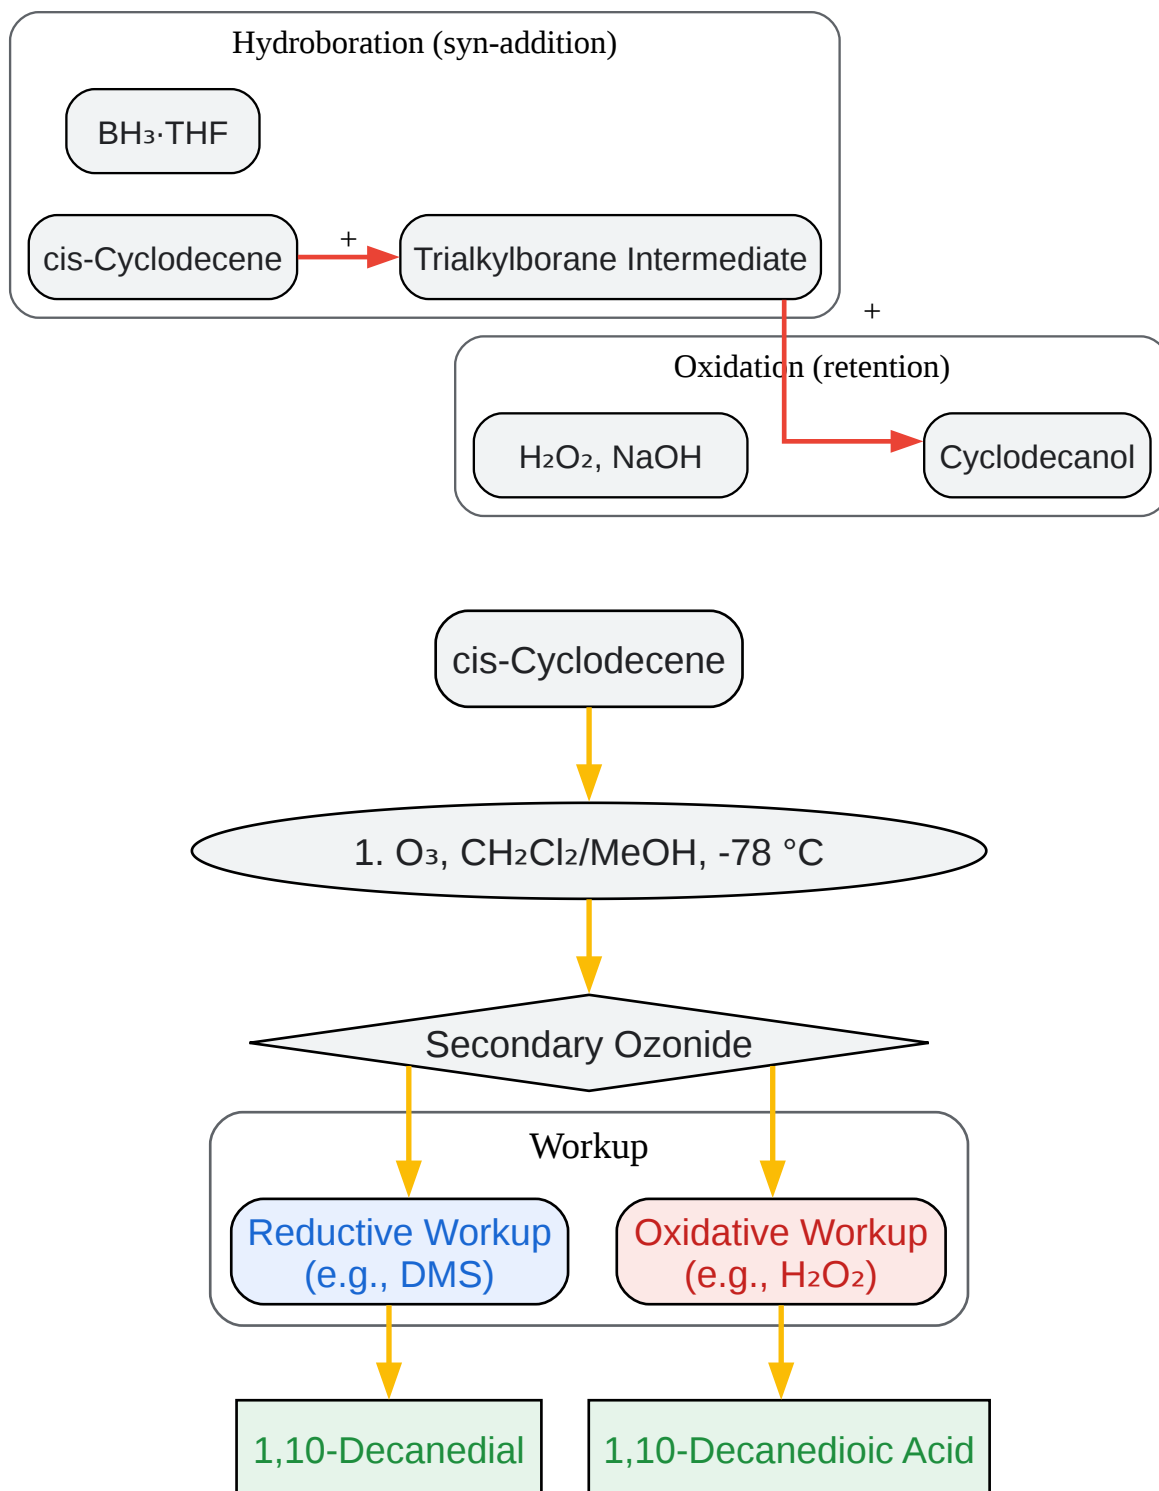 Hydroboration (syn-addition)
BH₃·THF
cis-Cyclodecene
+
Trialkylborane Intermediate
+
Oxidation (retention)
H₂O₂, NaOH
Cyclodecanol
cis-Cyclodecene
1. O₃, CH₂Cl₂/MeOH, -78 °C
Secondary Ozonide
Workup
Reductive Workup
(e.g., DMS)
Oxidative Workup
(e.g., H₂O₂)
1,10-Decanedial
1,10-Decanedioic Acid